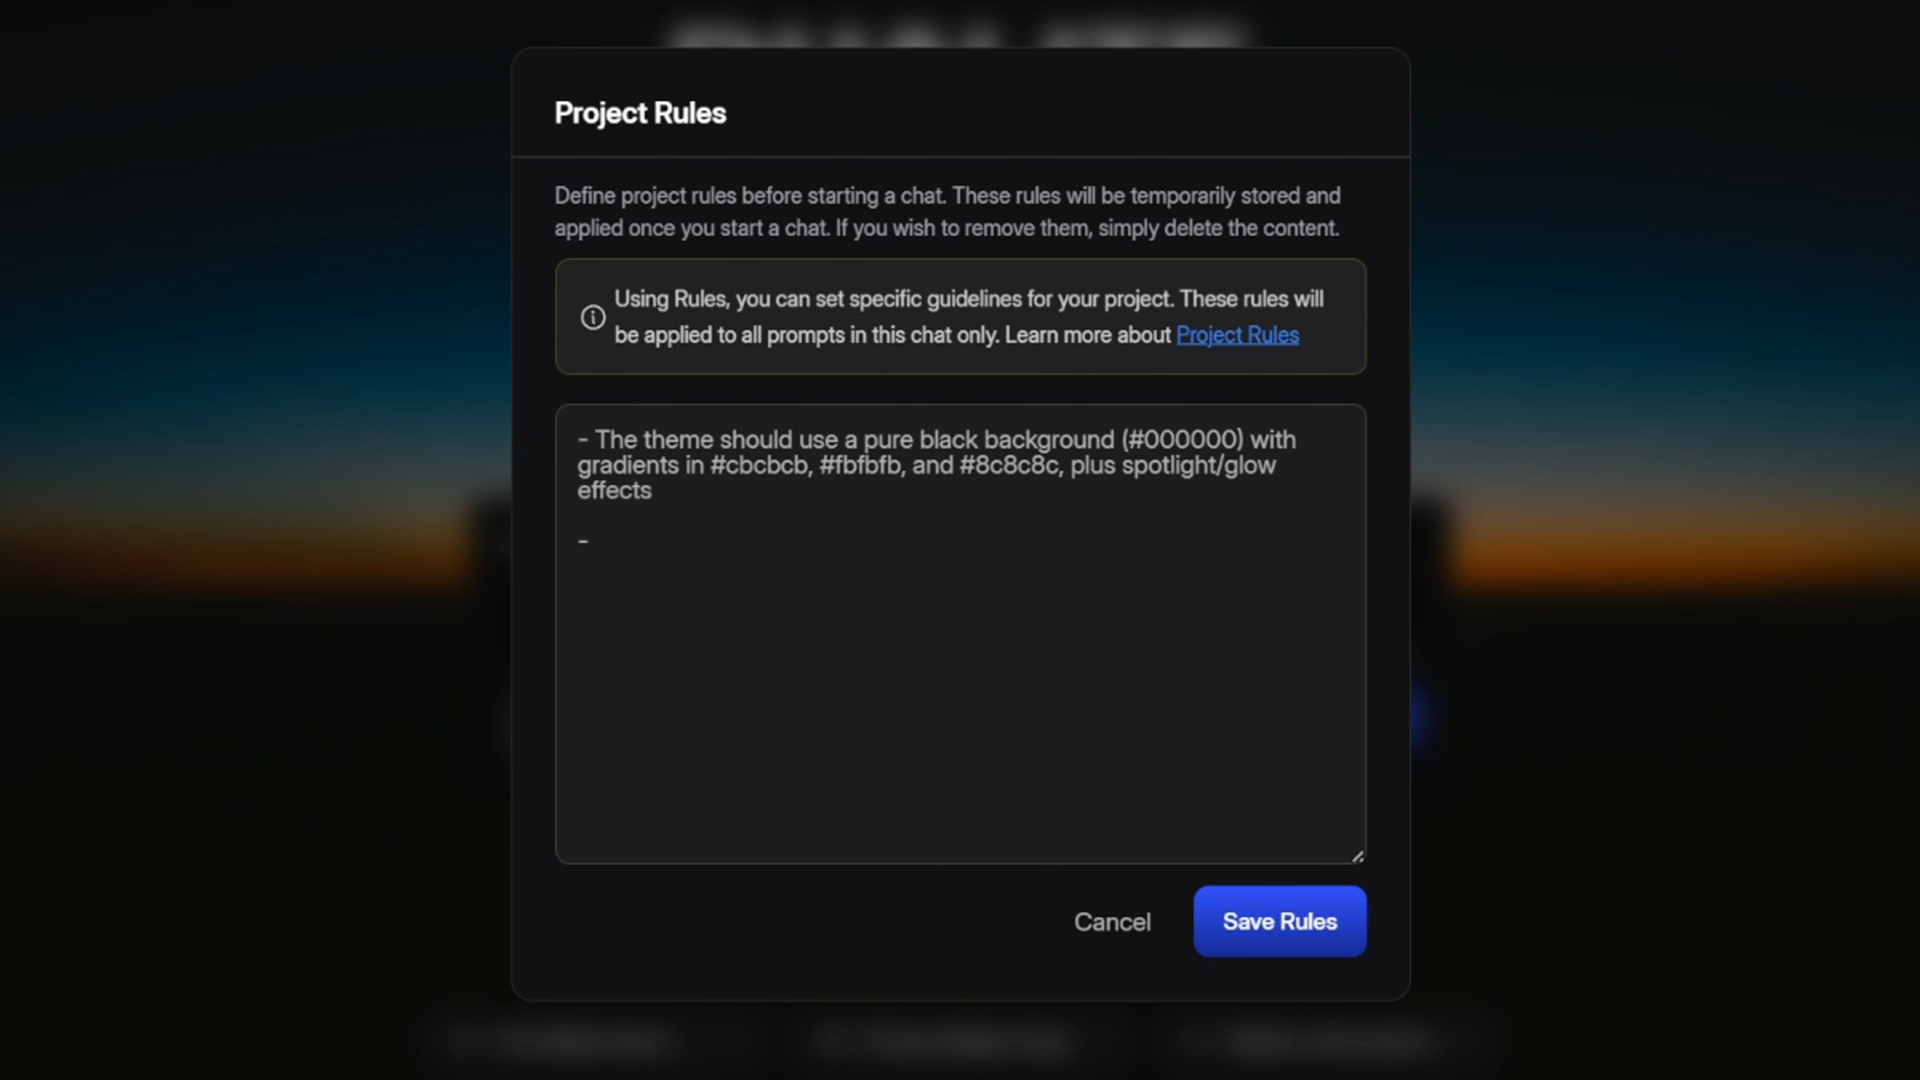 Project Rules
Define project rules before starting a chat. These rules will be temporarily stored and
applied once you start a chat. If you wish to remove them, simply delete the content.
Using Rules, you can set specific guidelines for your project. These rules will
be applied to all prompts in this chat only. Learn more about Project Rules
- The theme should use a pure black background (#000000) with
gradients in #cbcbcb, #fbfbfb, and #8c8c8c, plus spotlight/glow
effects
-
Cancel
Save Rules